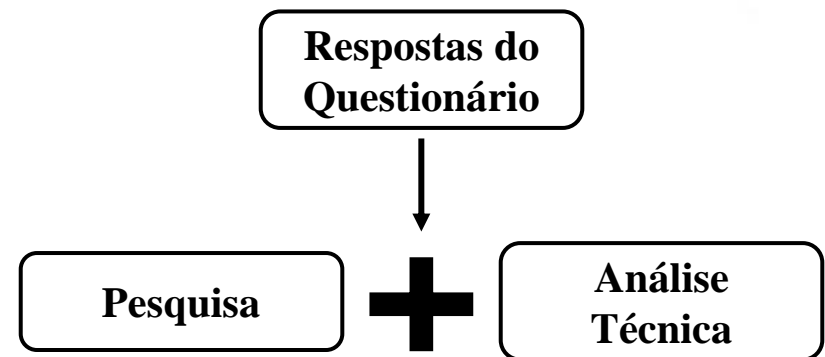 Respostas do
Questionário
Pesquisa
Análise
Técnica